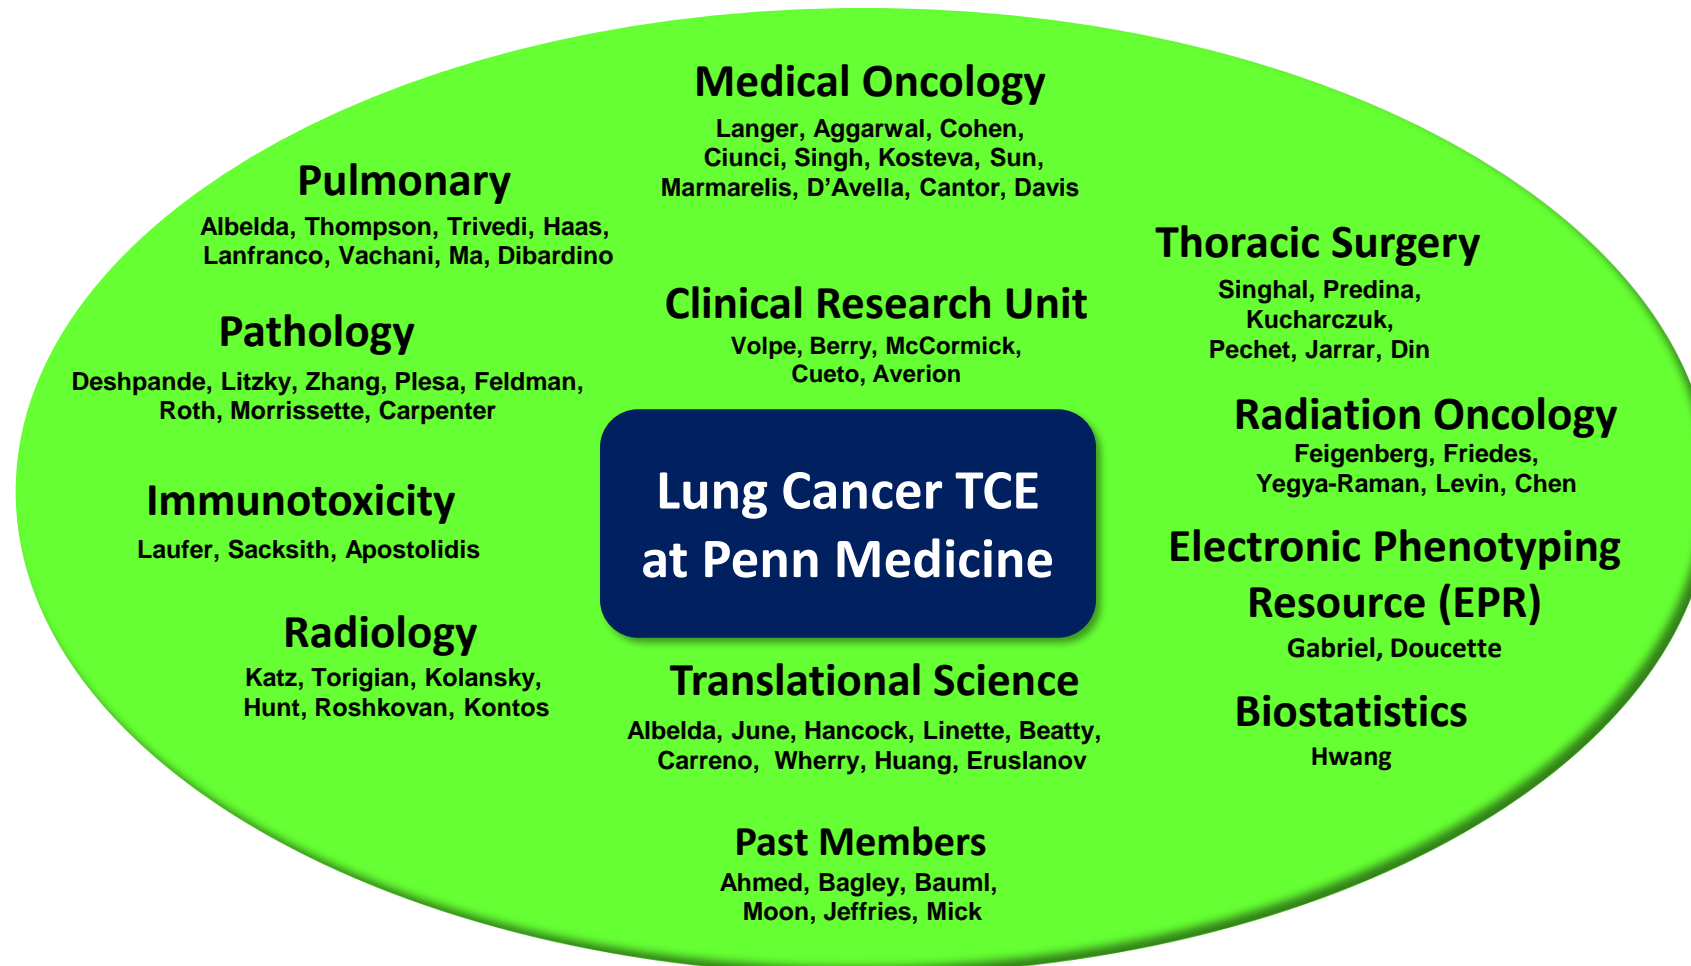 Medical Oncology
Langer, Aggarwal, Cohen,
Ciunci, Singh, Kosteva, Sun,
Marmarelis, D’Avella, Cantor, Davis
Pulmonary
Albelda, Thompson, Trivedi, Haas,
Lanfranco, Vachani, Ma, Dibardino
Thoracic Surgery
Singhal, Predina,
Kucharczuk,
Pechet, Jarrar, Din
Clinical Research Unit
Volpe, Berry, McCormick,
Cueto, Averion
Pathology
Deshpande, Litzky, Zhang, Plesa, Feldman,
Roth, Morrissette, Carpenter
Radiation Oncology
Feigenberg, Friedes,
Yegya-Raman, Levin, Chen
Lung Cancer TCE
at Penn Medicine
Immunotoxicity
Laufer, Sacksith, Apostolidis
Electronic Phenotyping
Resource (EPR)
Gabriel, Doucette
Radiology
Katz, Torigian, Kolansky,
Hunt, Roshkovan, Kontos
Translational Science
Albelda, June, Hancock, Linette, Beatty,
Carreno,  Wherry, Huang, Eruslanov
Biostatistics
Hwang
Past Members
Ahmed, Bagley, Bauml,
Moon, Jeffries, Mick